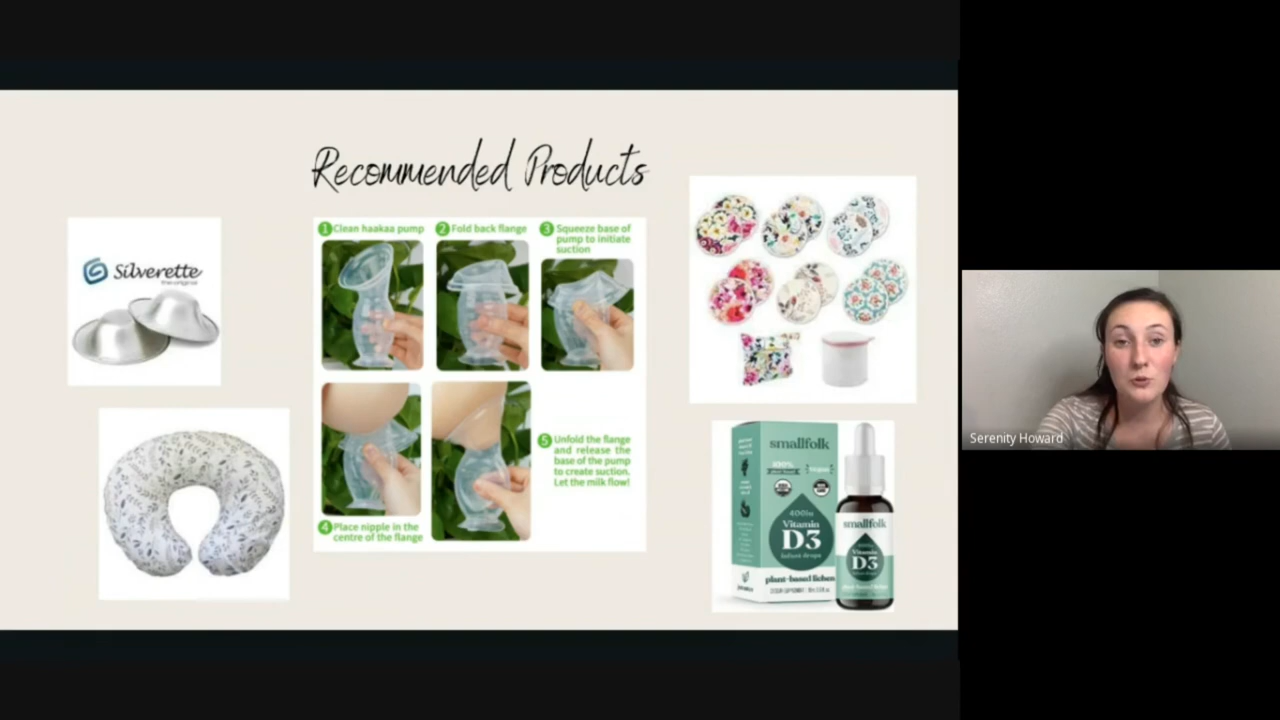 Recommended Products
Silverette
the original
1 Clean haakaa pump
2 Fold back flange
3 Squeeze base of
pump to initiate
suction
4 Place nipple in the
centre of the flange
5 Unfold the flange
and release the
base of the pump
to create suction.
Let the milk flow!
smallfolk
100%
Vegan
400iu
Vitamin
D3
infant drops
plant-based lichen
smallfolk
Vitamin
D3
Serenity Howard